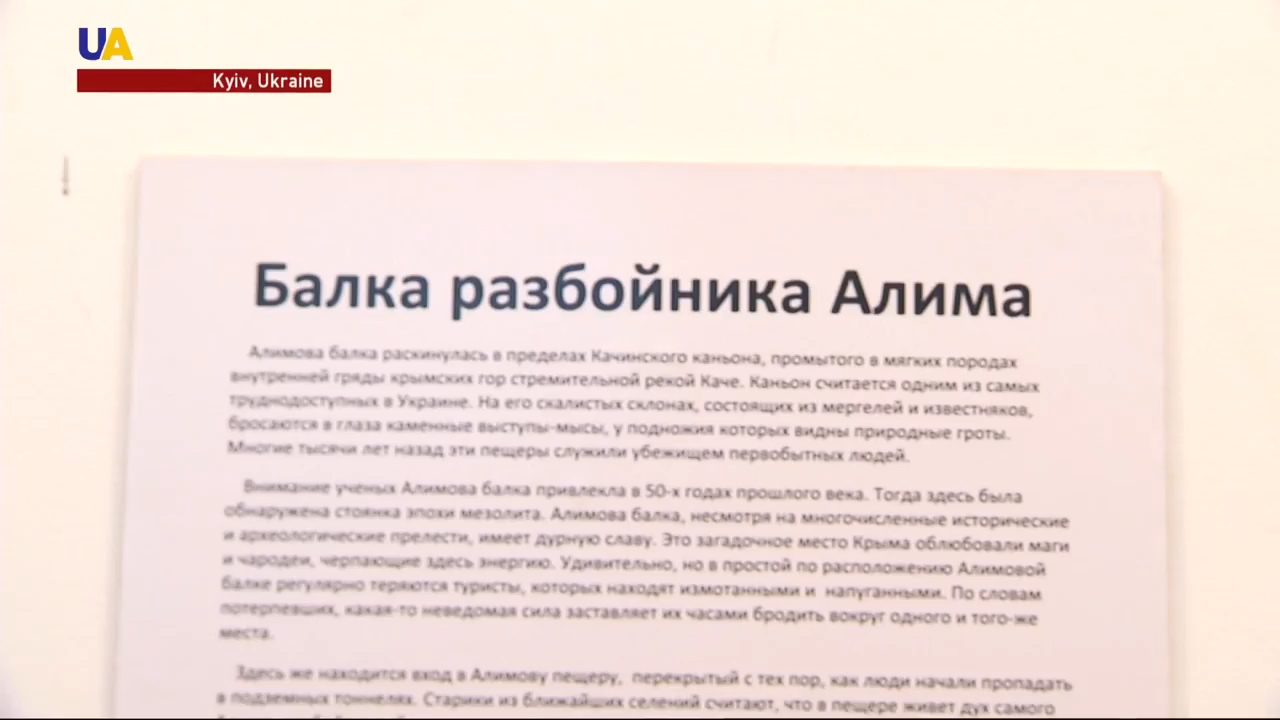 UA
Kyiv, Ukraine
Балка разбойника Алима
Алимова балка раскинулась в пределах Качинского каньона, промытого в мягких породах
внутренней гряды крымских гор стремительной рекой Каче. Каньон считается одним из самых
труднодоступных в Украине. На его скалистых склонах, состоящих из мергелей и известняков,
бросаются в глаза каменные выступы-мысы, у подножия которых видны природные гроты.
Многие тысячи лет назад эти пещеры служили убежищем первобытных людей.
Внимание ученых Алимова балка привлекла в 50-х годах прошлого века. Тогда здесь была
обнаружена стоянка эпохи мезолита. Алимова балка, несмотря на многочисленные исторические
и археологические прелести, имеет дурную славу. Это загадочное место Крыма облюбовали маги
и чародеи, черпающие здесь энергию. Удивительно, но в простой по расположению Алимовой
балке регулярно теряются туристы, которых находят измотанными и напуганными. По словам
потерпевших, какая-то неведомая сила заставляет их часами бродить вокруг одного и того-же
места.
Здесь же находится вход в Алимову пещеру, перекрытый с тех пор, как люди начали пропадать
в подземных тоннелях. Старики из ближайших селений считают, что в пещере живет дух самого